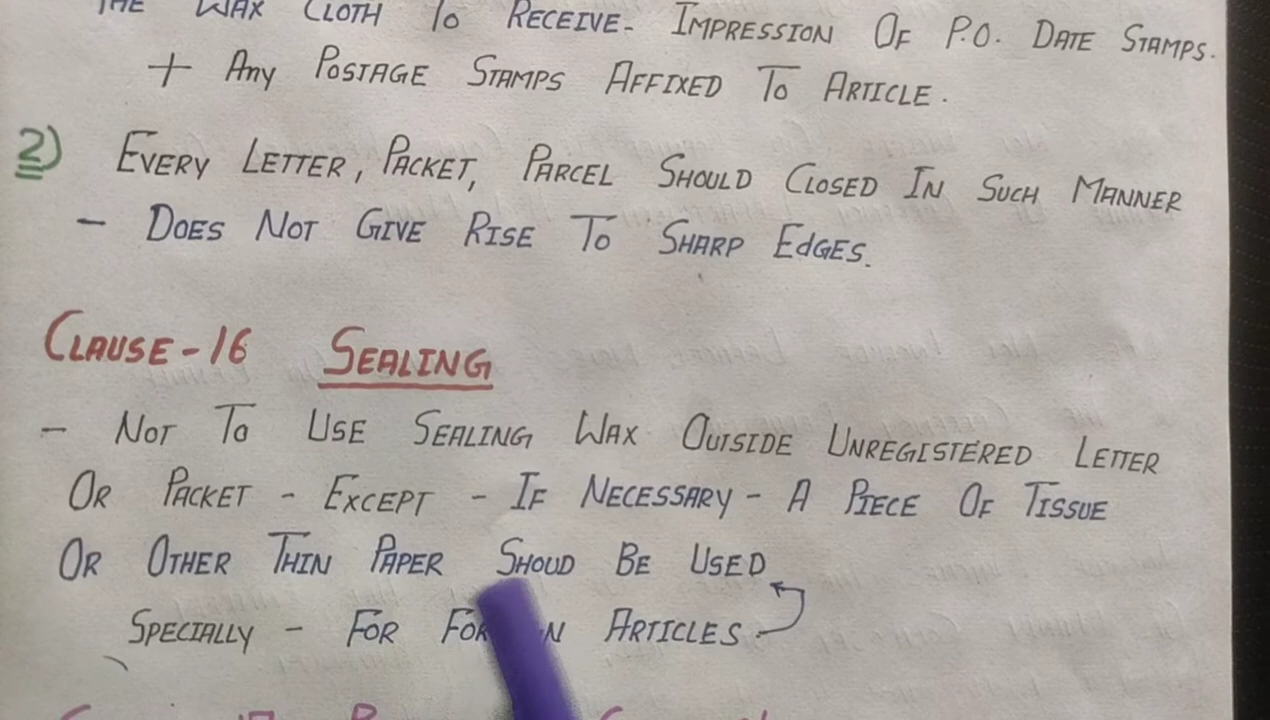 THE WAX CLOTH TO RECEIVE- IMPRESSION OF P.O. DATE STAMPS.
+ ANY POSTAGE STAMPS AFFIXED TO ARTICLE.
2) EVERY LETTER, PACKET, PARCEL SHOULD CLOSED IN SUCH MANNER
- DOES NOT GIVE RISE TO SHARP EDGES.
CLAUSE-16 SEALING
- NOT TO USE SEALING WAX OUTSIDE UNREGISTERED LETTER
OR PACKET - EXCEPT - IF NECESSARY - A PIECE OF TISSUE
OR OTHER THIN PAPER SHOUD BE USED
SPECIALLY - FOR ARTICLES